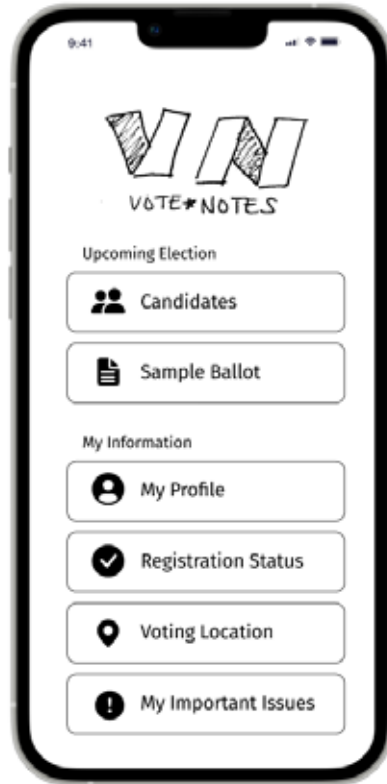 9:41
VN
VOTE*NOTES
Upcoming Election
Candidates
Sample Ballot
My Information
My Profile
Registration Status
Voting Location
My Important Issues